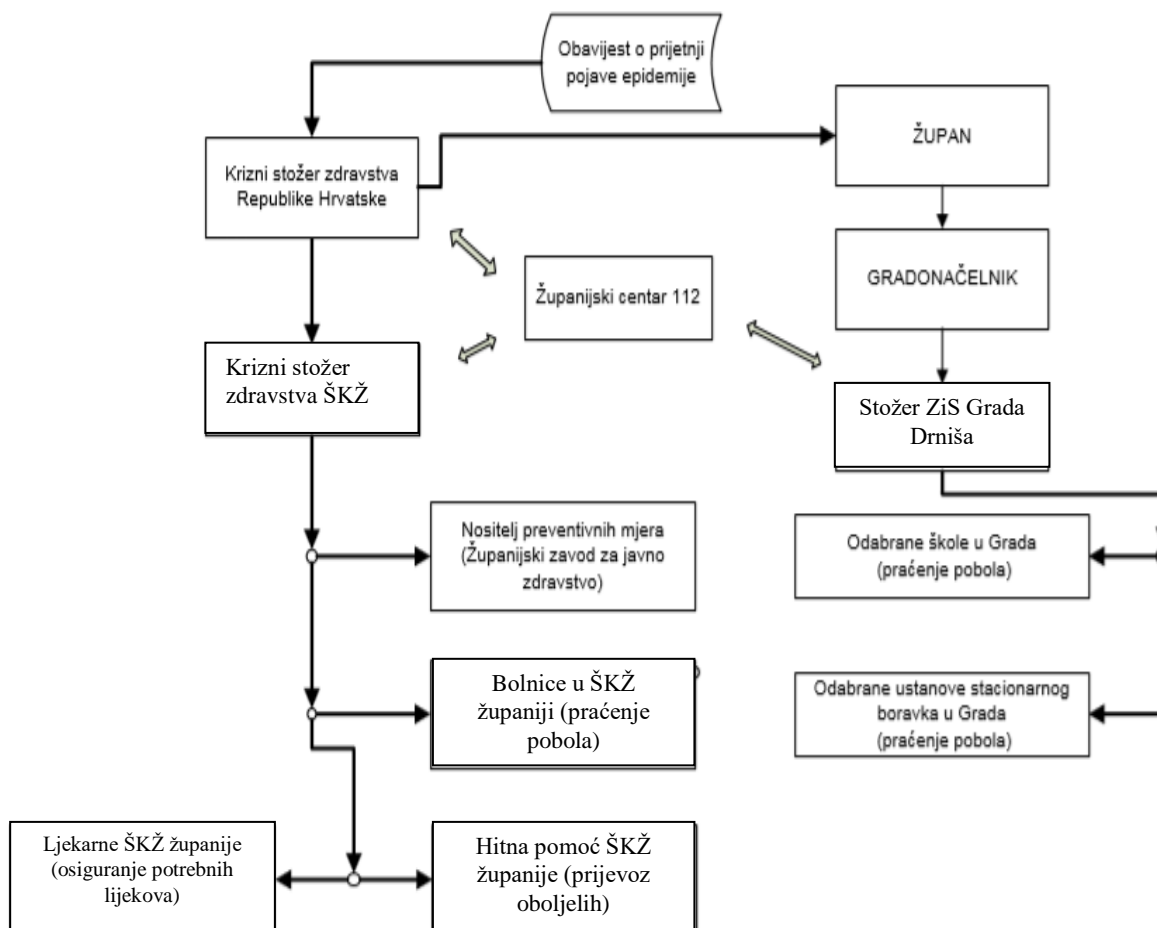 Obavijest o prijetnji
pojave epidemije
ŽUPAN
Krizni stožer zdravstva
Republike Hrvatske
GRADONAČELNIK
Županijski centar 112
Krizni stožer
zdravstva ŠKŽ
Stožer ZiS Grada
Drniša
Nositelj preventivnih mjera
(Županijski zavod za javno
zdravstvo)
Odabrane škole u Grada
(praćenje pobola)
Bolnice u ŠKŽ
županiji (praćenje
pobola)
Odabrane ustanove stacionarnog
boravka u Grada
(praćenje pobola)
Ljekarne ŠKŽ županije
(osiguranje potrebnih
lijekova)
Hitna pomoć ŠKŽ
županije (prijevoz
oboljelih)